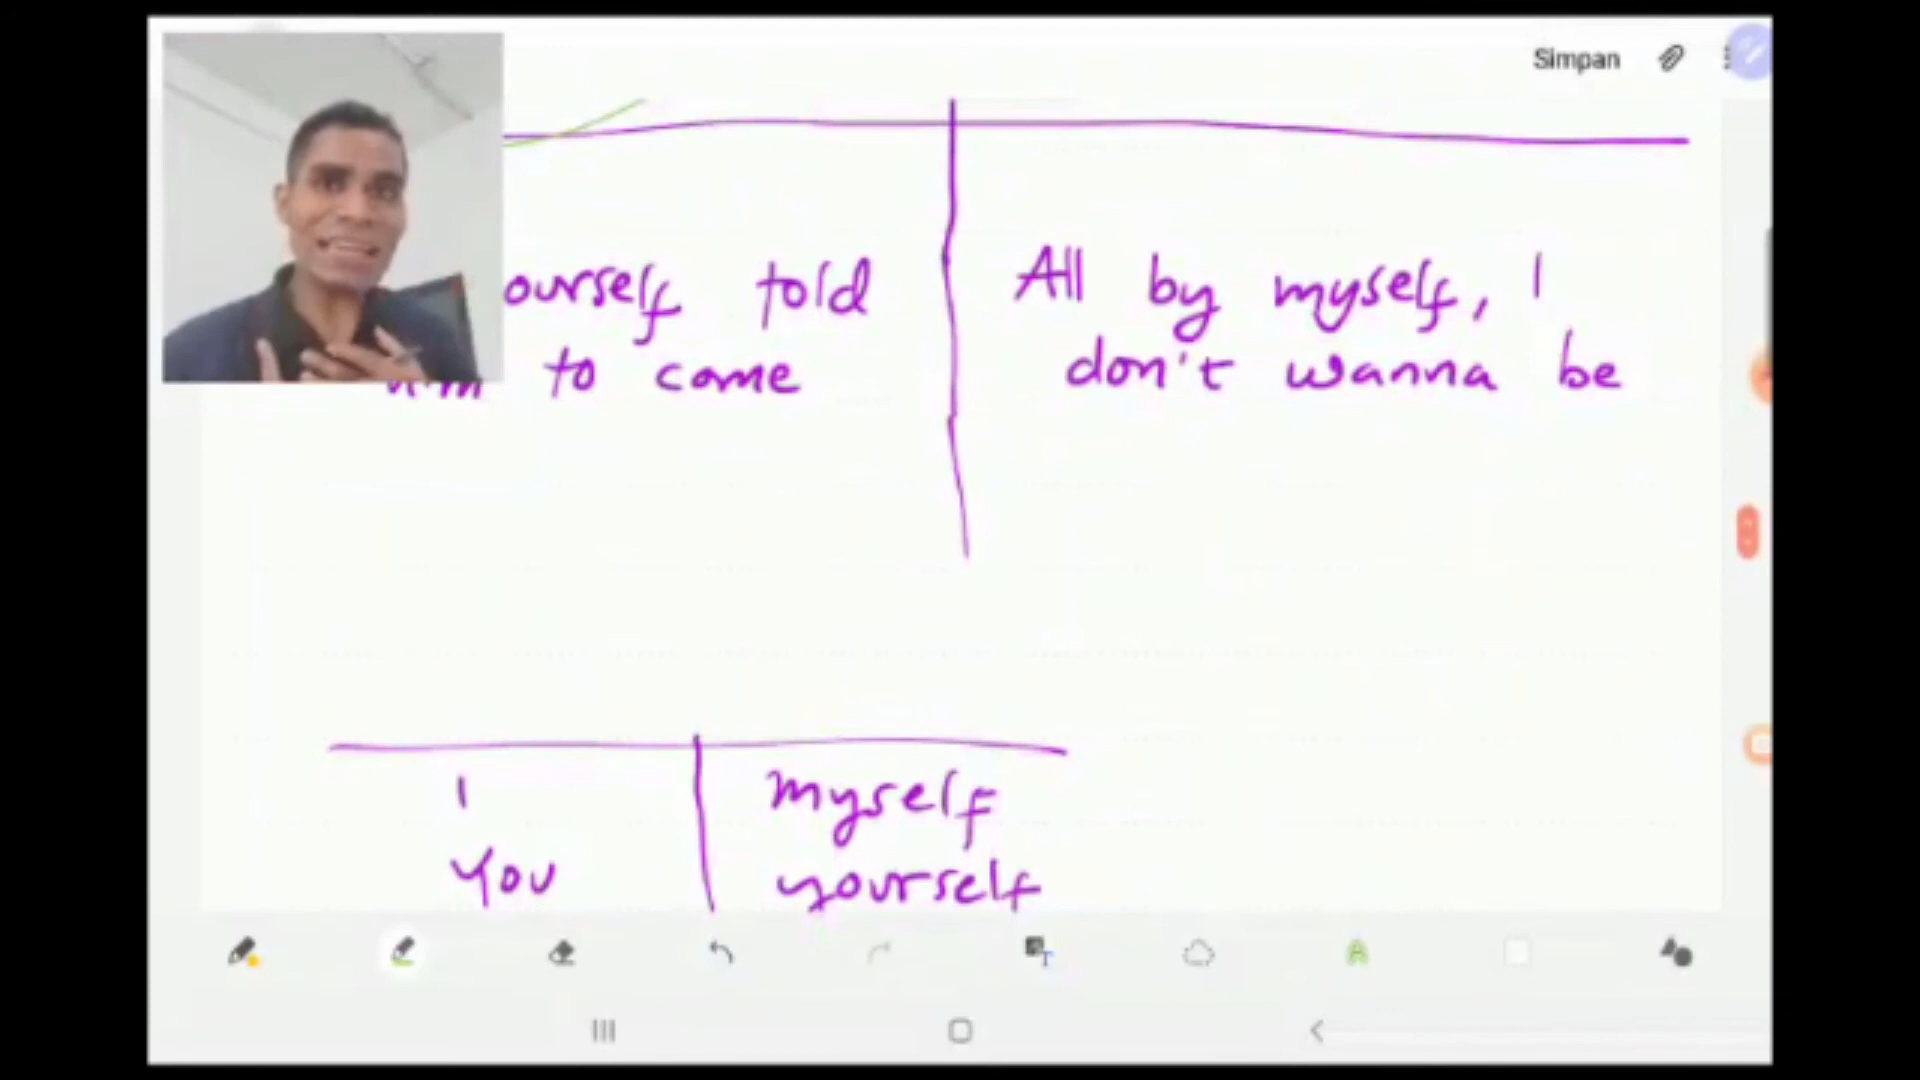 Simpan
ourself told
to come
All by myself, I
don't wanna be
I myself
You yourself